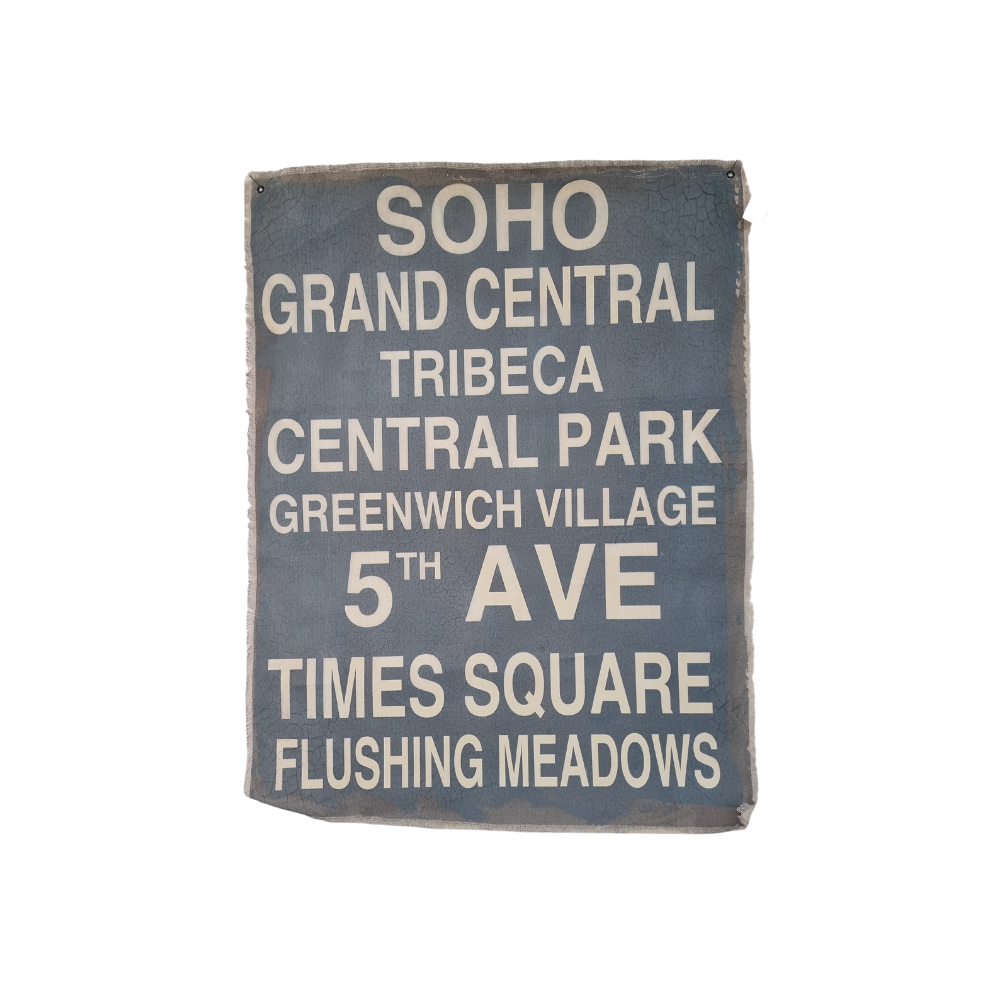 SOHO
GRAND CENTRAL
TRIBECA
CENTRAL PARK
GREENWICH VILLAGE
5TH AVE
TIMES SQUARE
FLUSHING MEADOWS